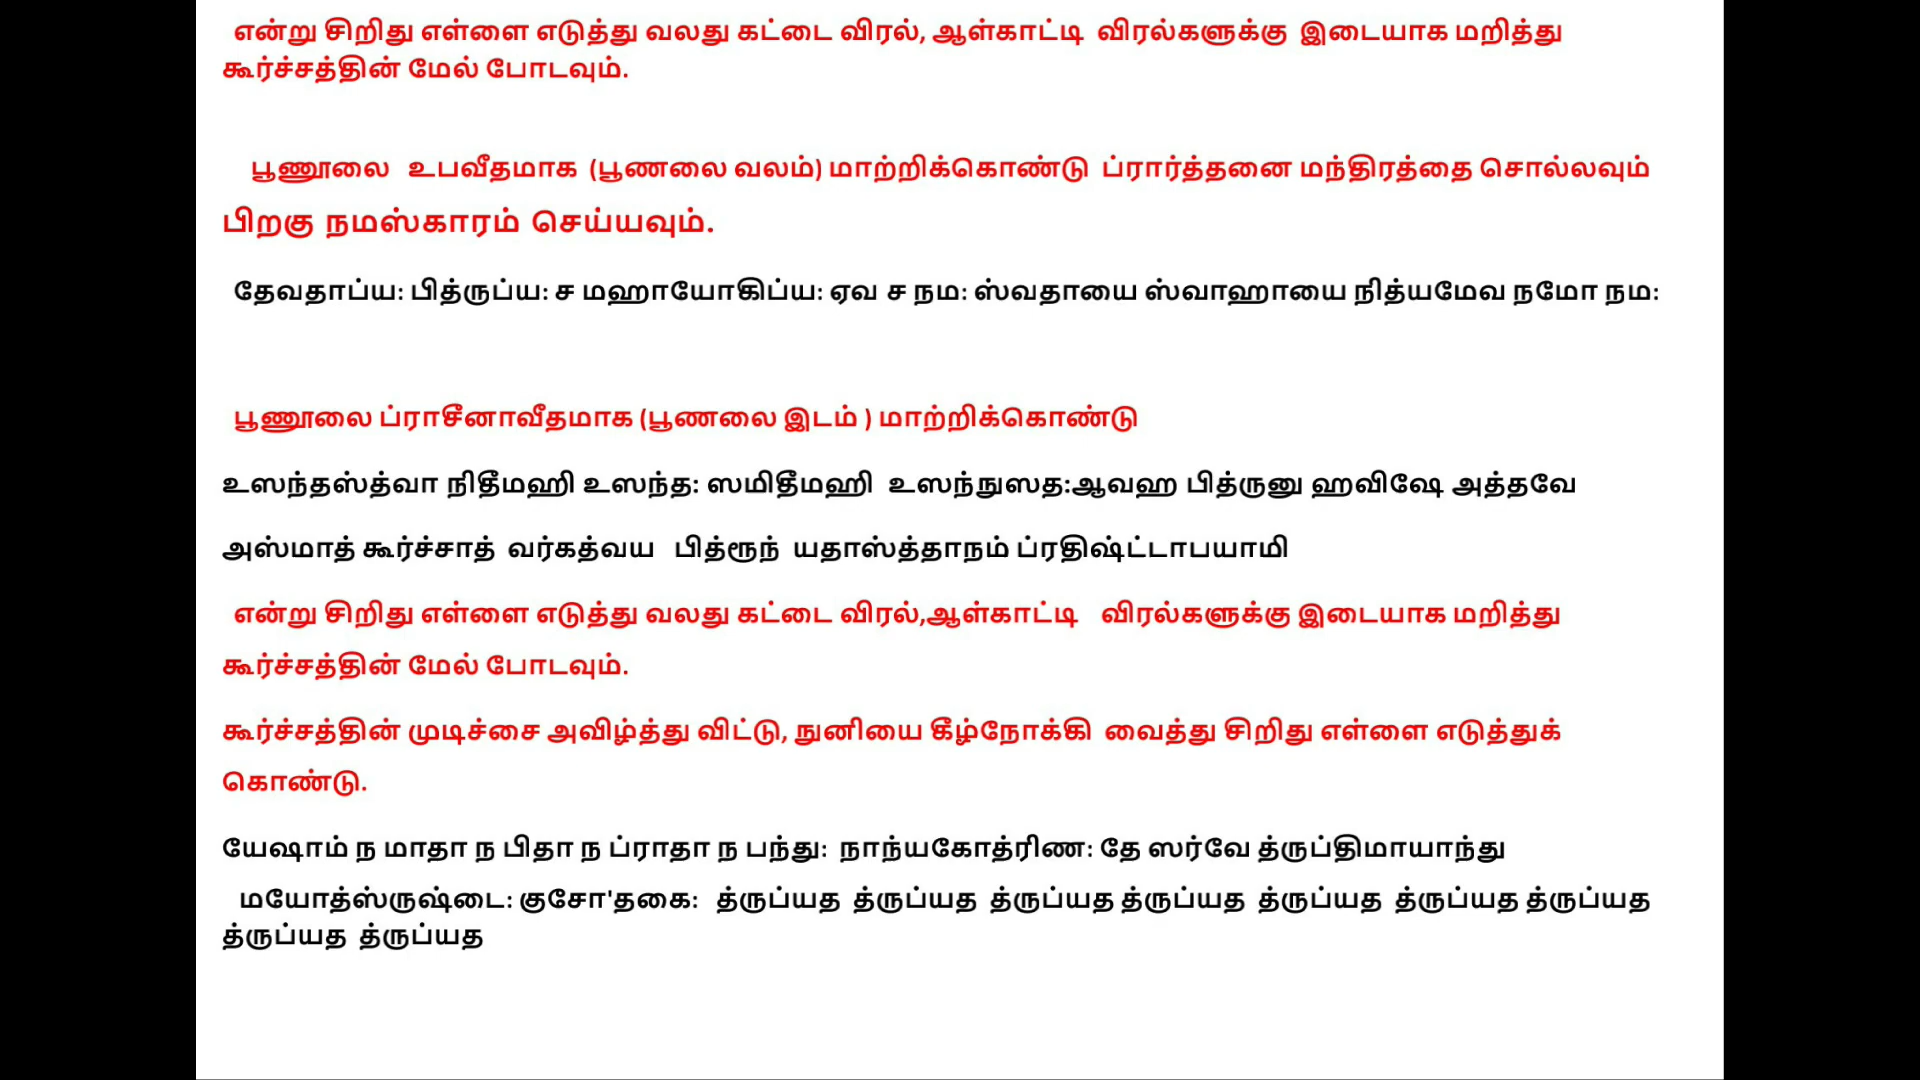 என்று சிறிது எள்ளை எடுத்து வலது கட்டை விரல், ஆள்காட்டி விரல்களுக்கு இடையாக மறித்து
கூர்ச்சத்தின் மேல் போடவும்.
பூணூலை உபவீதமாக (பூணலை வலம்) மாற்றிக்கொண்டு ப்ரார்த்தனை மந்திரத்தை சொல்லவும்
பிறகு நமஸ்காரம் செய்யவும்.
தேவதாப்ய: பித்ருப்ய: ச மஹாயோகிப்ய: ஏவ ச நம: ஸ்வதாயை ஸ்வாஹாயை நித்யமேவ நமோ நம:
பூணூலை ப்ராசீனாவீதமாக (பூணலை இடம் ) மாற்றிக்கொண்டு
உஸந்தஸ்த்வா நிதீமஹி உஸந்த: ஸமிதீமஹி உஸந்நுஸத:ஆவஹ பித்ருனு ஹவிஷே அத்தவே
அஸ்மாத் கூர்ச்சாத் வர்கத்வய பித்ரூந் யதாஸ்த்தாநம் ப்ரதிஷ்ட்டாபயாமி
என்று சிறிது எள்ளை எடுத்து வலது கட்டை விரல்,ஆள்காட்டி விரல்களுக்கு இடையாக மறித்து
கூர்ச்சத்தின் மேல் போடவும்.
கூர்ச்சத்தின் முடிச்சை அவிழ்த்து விட்டு, நுனியை கீழ்நோக்கி வைத்து சிறிது எள்ளை எடுத்துக்
கொண்டு.
யேஷாம் ந மாதா ந பிதா ந ப்ராதா ந பந்து: நாந்யகோத்ரிண: தே ஸர்வே த்ருப்திமாயாந்து
மயோத்ஸ்ருஷ்டை: குசோ'தகை: த்ருப்யத த்ருப்யத த்ருப்யத த்ருப்யத த்ருப்யத த்ருப்யத த்ருப்யத
த்ருப்யத த்ருப்யத